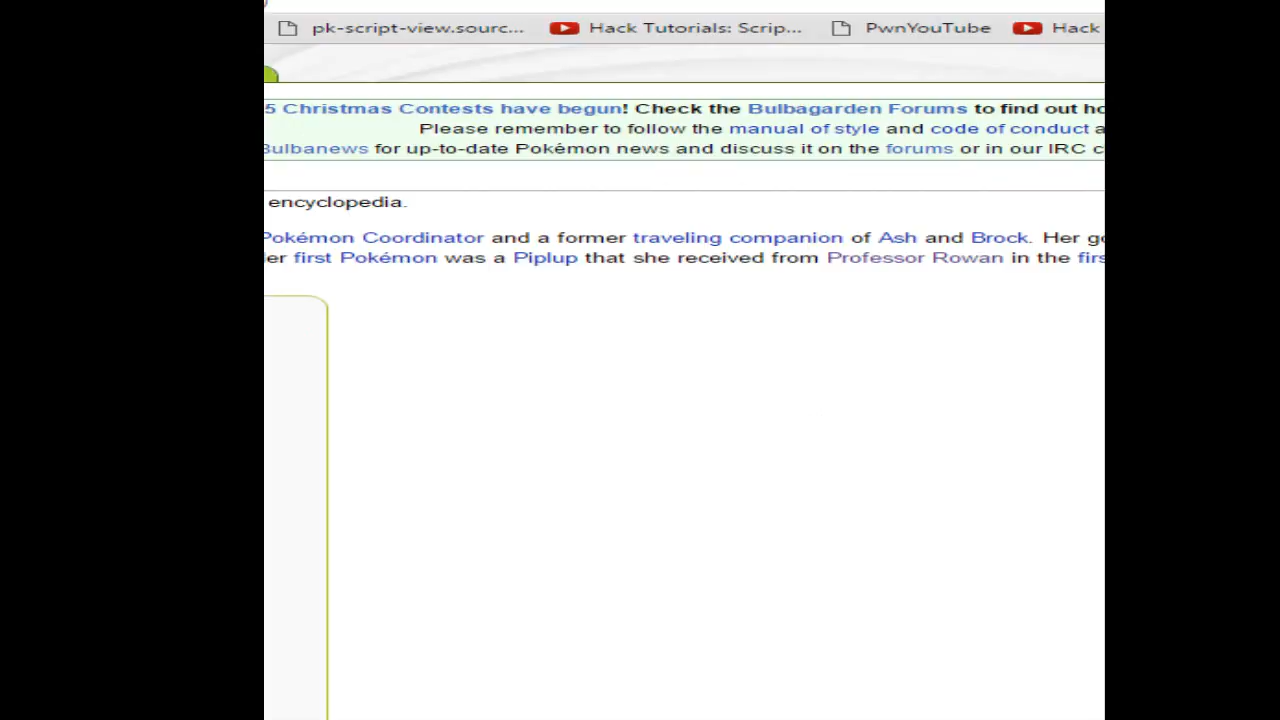 pk-script-view.sourc... Hack Tutorials: Scrip... PwnYouTube Hack
5 Christmas Contests have begun! Check the Bulbagarden Forums to find out
Please remember to follow the manual of style and code of conduct
Bulbanews for up-to-date Pokémon news and discuss it on the forums or in our IRC
encyclopedia.
Pokémon Coordinator and a former traveling companion of Ash and Brock. Her
first Pokémon was a Piplup that she received from Professor Rowan in the